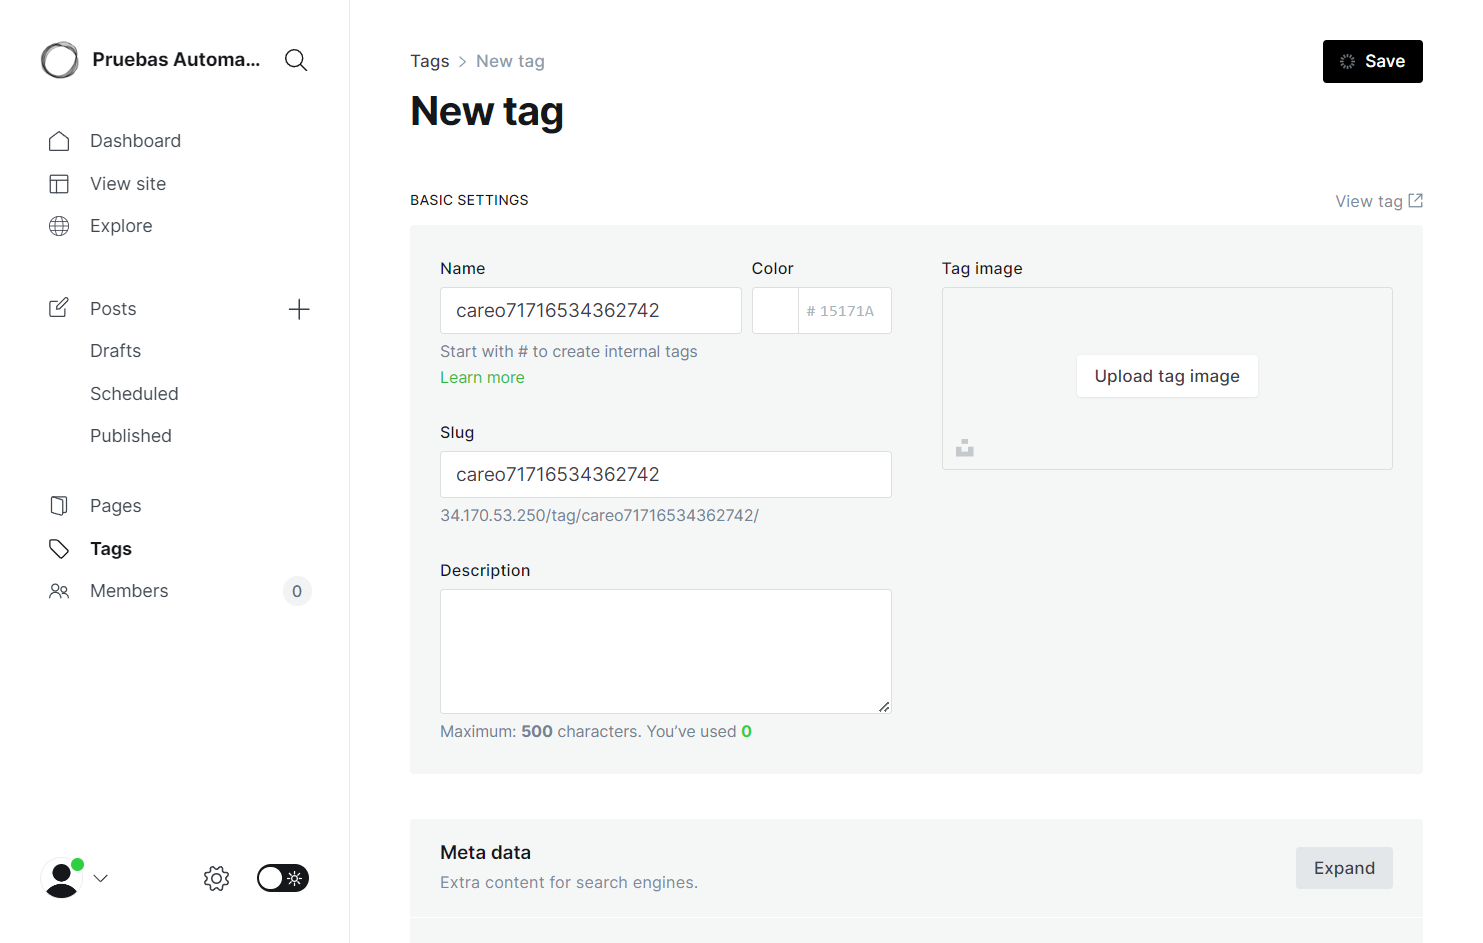 Pruebas Automa...
Dashboard
View site
Explore
Posts
Drafts
Scheduled
Published
Pages
Tags
Members
0
Tags > New tag
Save
New tag
BASIC SETTINGS
View tag
Name
careo71716534362742
Start with # to create internal tags
Learn more
Color
# 15171A
Slug
careo71716534362742
34.170.53.250/tag/careo71716534362742/
Description
Maximum: 500 characters. You’ve used 0
Tag image
Upload tag image
Meta data
Extra content for search engines.
Expand